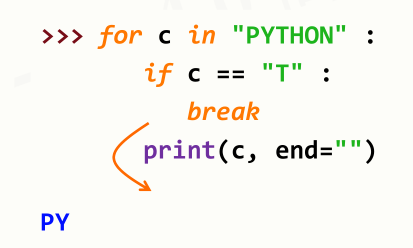 >>> for c in "PYTHON" :
if c == "T" :
break
print(c, end="")
PY